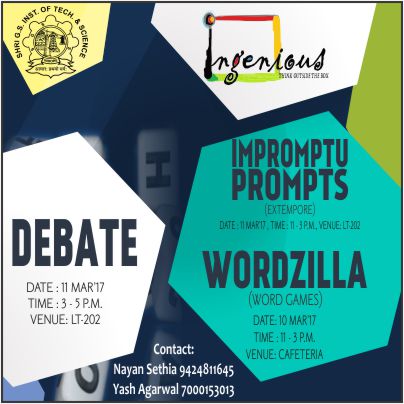 SHRI G.S. INST. OF TECH. & SCIENCE
Ingenious
THINK OUTSIDE THE BOX
IMPROMPTU
PROMPTS
(EXTEMPORE)
DATE : 11 MAR'17 , TIME : 11 - 3 P.M., VENUE: LT-202
WORDZILLA
(WORD GAMES)
DATE: 10 MAR'17
TIME : 11 - 3 P.M.
VENUE: CAFETERIA
DEBATE
DATE : 11 MAR'17
TIME : 3 - 5 P.M.
VENUE: LT-202
Contact:
Nayan Sethia 9424811645
Yash Agarwal 7000153013
H